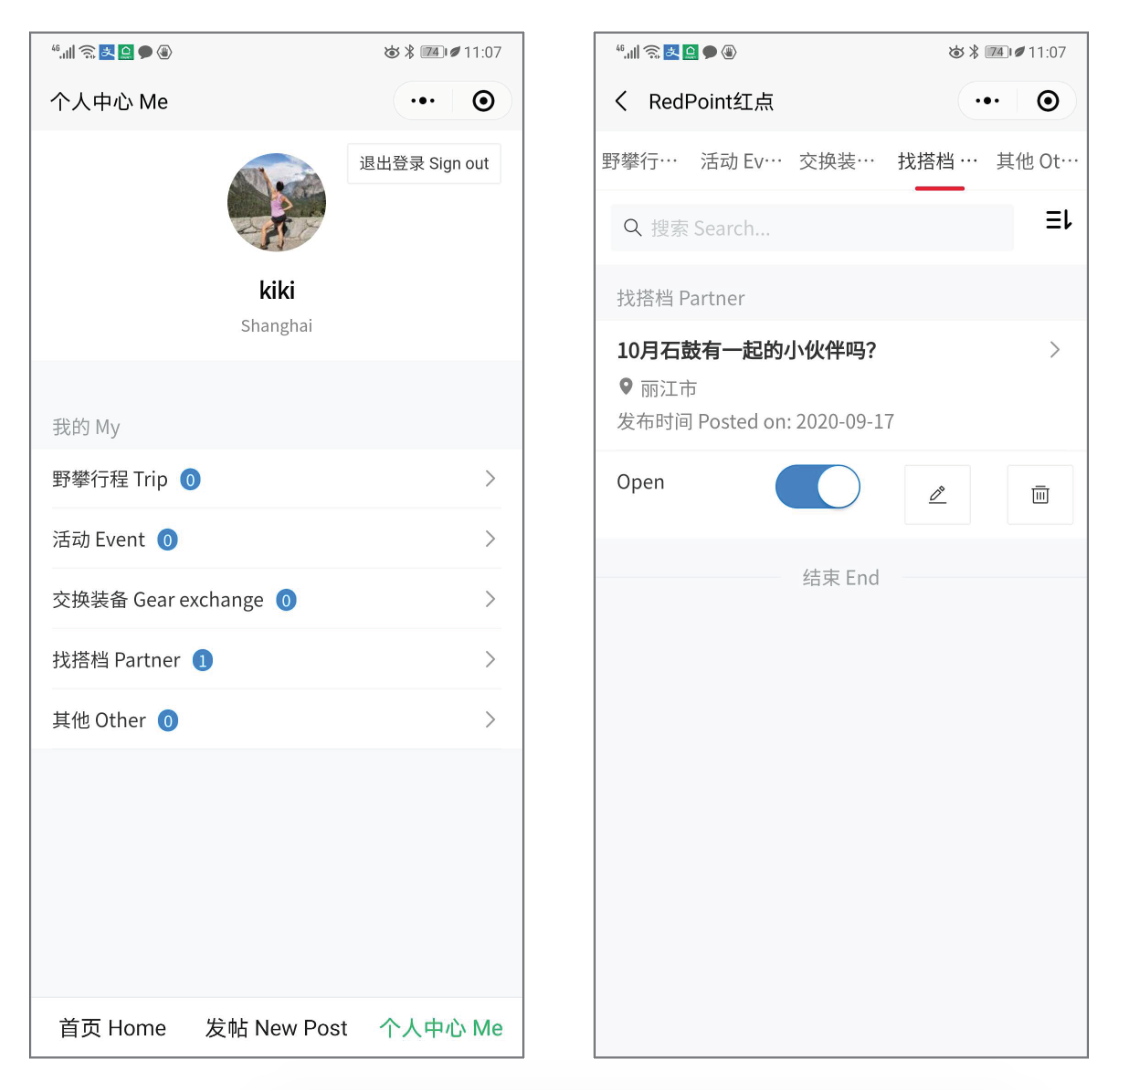 4G 74 11:07
个人中心 Me
退出登录 Sign out
kiki
Shanghai
我的 My
野攀行程 Trip 0
活动 Event 0
交换装备 Gear exchange 0
找搭档 Partner 1
其他 Other 0
首页 Home 发帖 New Post 个人中心 Me
4G 74 11:07
RedPoint红点
野攀行… 活动 Ev… 交换装… 找搭档 … 其他 Ot…
搜索 Search...
找搭档 Partner
10月石鼓有一起的小伙伴吗?
丽江市
发布时间 Posted on: 2020-09-17
Open
结束 End